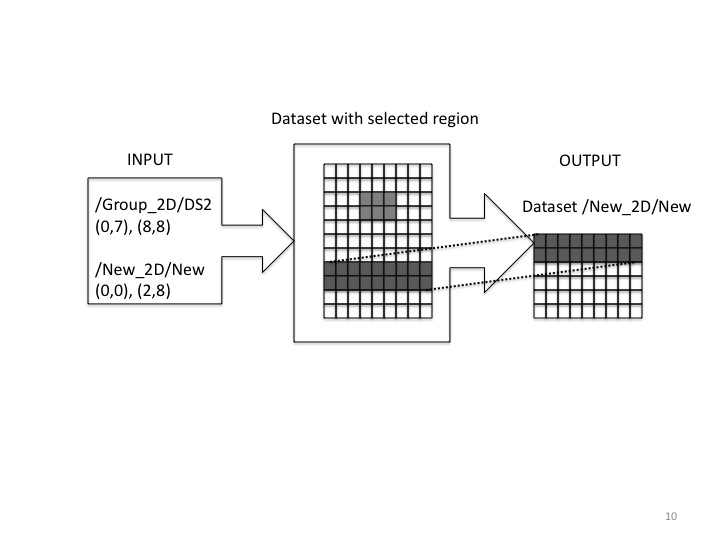 Dataset with selected region
INPUT
/Group_2D/DS2
(0,7), (8,8)
/New_2D/New
(0,0), (2,8)
OUTPUT
Dataset /New_2D/New
10